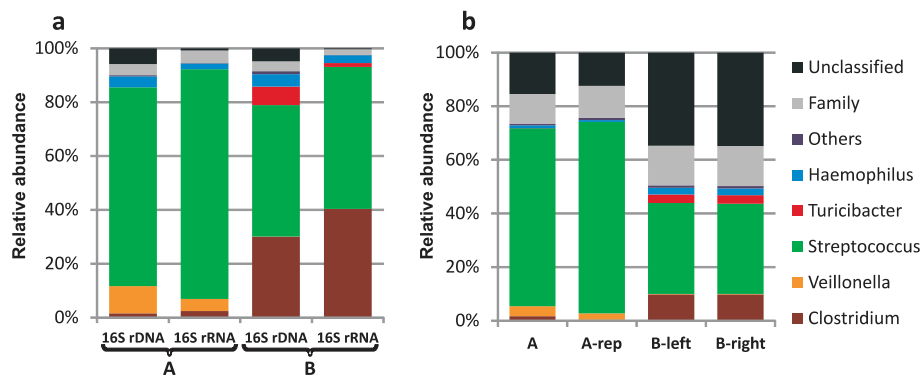 a
100%
80%
60%
40%
20%
0%
Relative abundance
16S rDNA 16S rRNA 16S rDNA 16S rRNA
A B
b
100%
80%
60%
40%
20%
0%
Relative abundance
A A-rep B-left B-right
Unclassified
Family
Others
Haemophilus
Turicibacter
Streptococcus
Veillonella
Clostridium